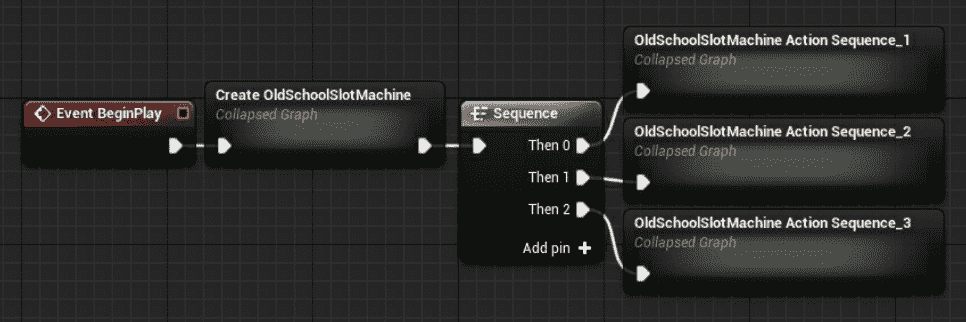 Event BeginPlay
Create OldSchoolSlotMachine
Collapsed Graph
Sequence
Then 0
Then 1
Then 2
Add pin
OldSchoolSlotMachine Action Sequence_1
Collapsed Graph
OldSchoolSlotMachine Action Sequence_2
Collapsed Graph
OldSchoolSlotMachine Action Sequence_3
Collapsed Graph